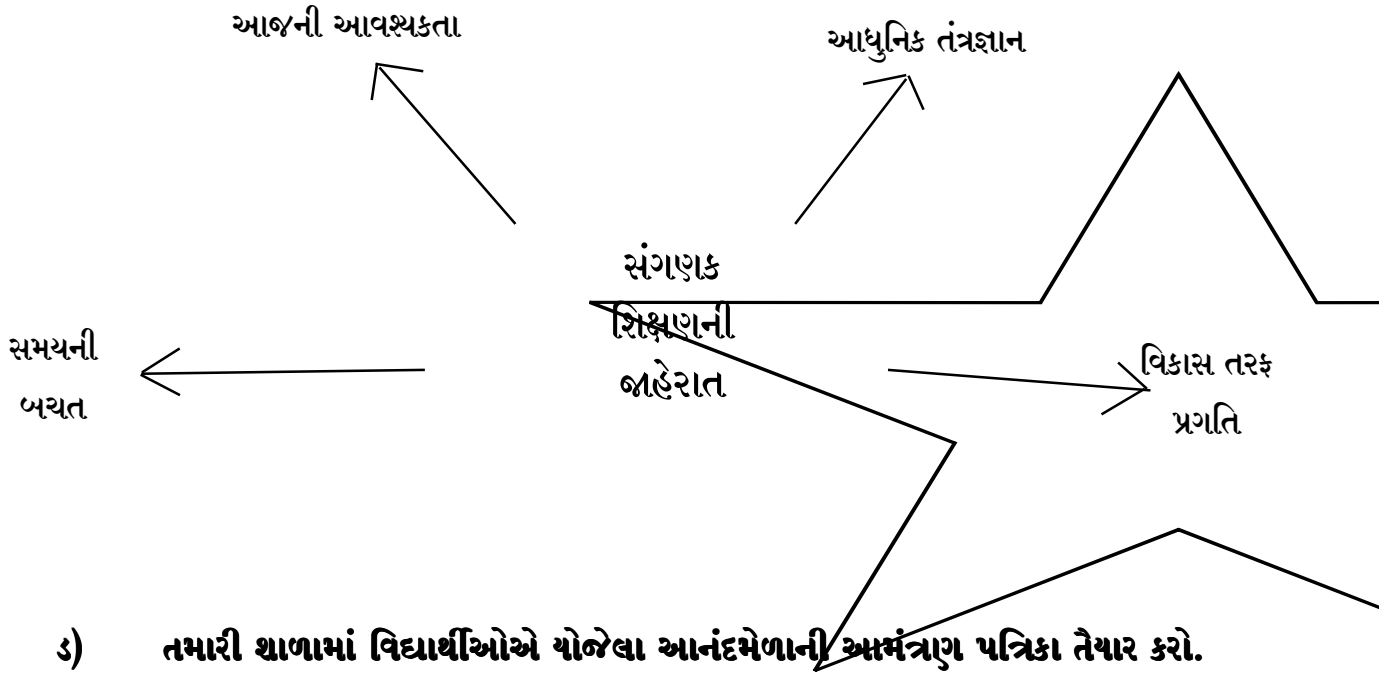 આજની આવશ્યકતા
આધુનિક તંત્રજ્ઞાન
સંગણક
શિક્ષણની
જાહેરાત
સમયની
બચત
વિકાસ તરફ
પ્રગતિ
ડ) તમારી શાળામાં વિદ્યાર્થીઓએ યોજેલા આનંદમેળાની આમંત્રણ પત્રિકા તૈયાર કરો.